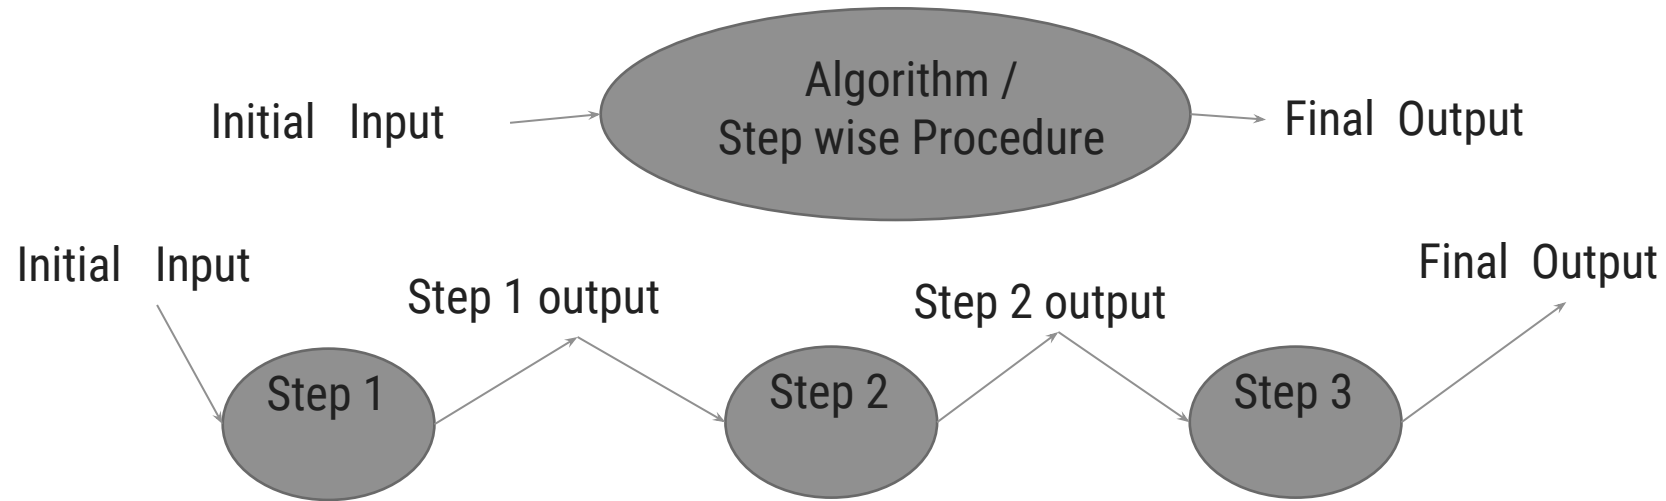 Algorithm /
Initial Input
Step wise Procedure
Final Output
Initial Input
Step 1 output
Step 2 output
Final Output
Step 1
Step 2
Step 3